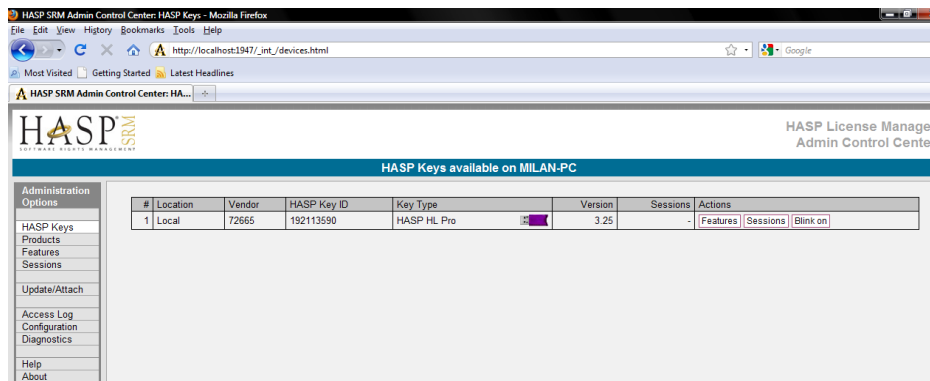 HASP SRM Admin Control Center: HASP Keys - Mozilla Firefox
File Edit View History Bookmarks Tools Help
http://localhost:1947/_int_/devices.html
Google
Most Visited Getting Started Latest Headlines
HASP SRM Admin Control Center: HA...
HASP SRM
SOFTWARE RIGHTS MANAGEMENT
HASP License Manage
Admin Control Cente
HASP Keys available on MILAN-PC
Administration
Options
HASP Keys
Products
Features
Sessions
Update/Attach
Access Log
Configuration
Diagnostics
Help
About
# Location Vendor HASP Key ID Key Type Version Sessions Actions
1 Local 72665 192113590 HASP HL Pro 3.25 - Features Sessions Blink on